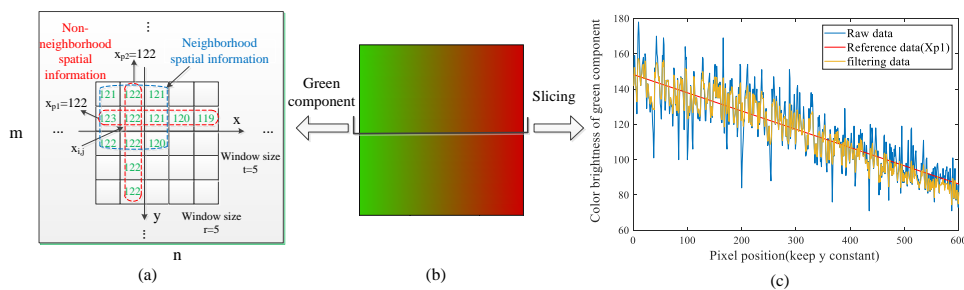 Non-
neighborhood
spatial
information
x_p2=122
Neighborhood
spatial information
x_p1=122
121 122 121
123 122 121 120 119
122 122 120
122
122
x_i,j
x
y
m
n
...
...
⋮
⋮
Window size
t=5
Window size
r=5
(a)
Green
component
Slicing
(b)
Color brightness of green component
180
160
140
120
100
80
60
Raw data
Reference data(Xp1)
filtering data
0 100 200 300 400 500 600
Pixel position(keep y constant)
(c)